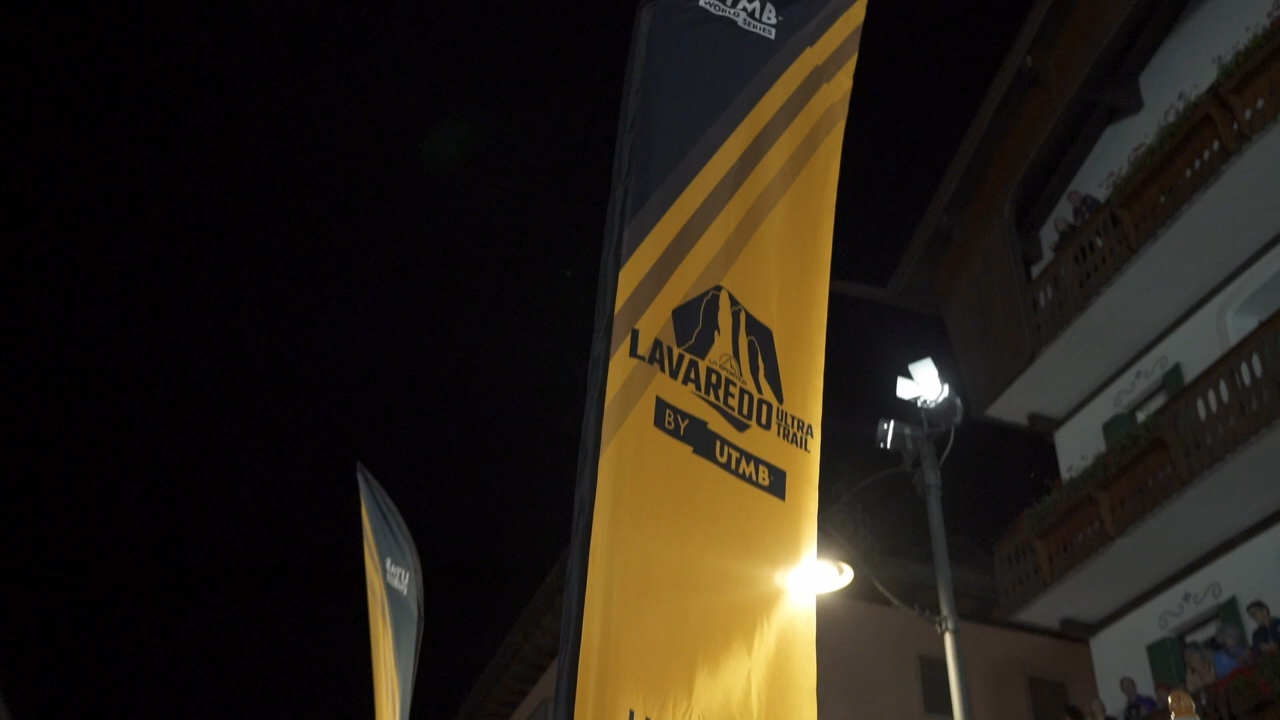 UTMB
WORLD SERIES
LAVAREDO
ULTRA
TRAIL
BY
UTMB